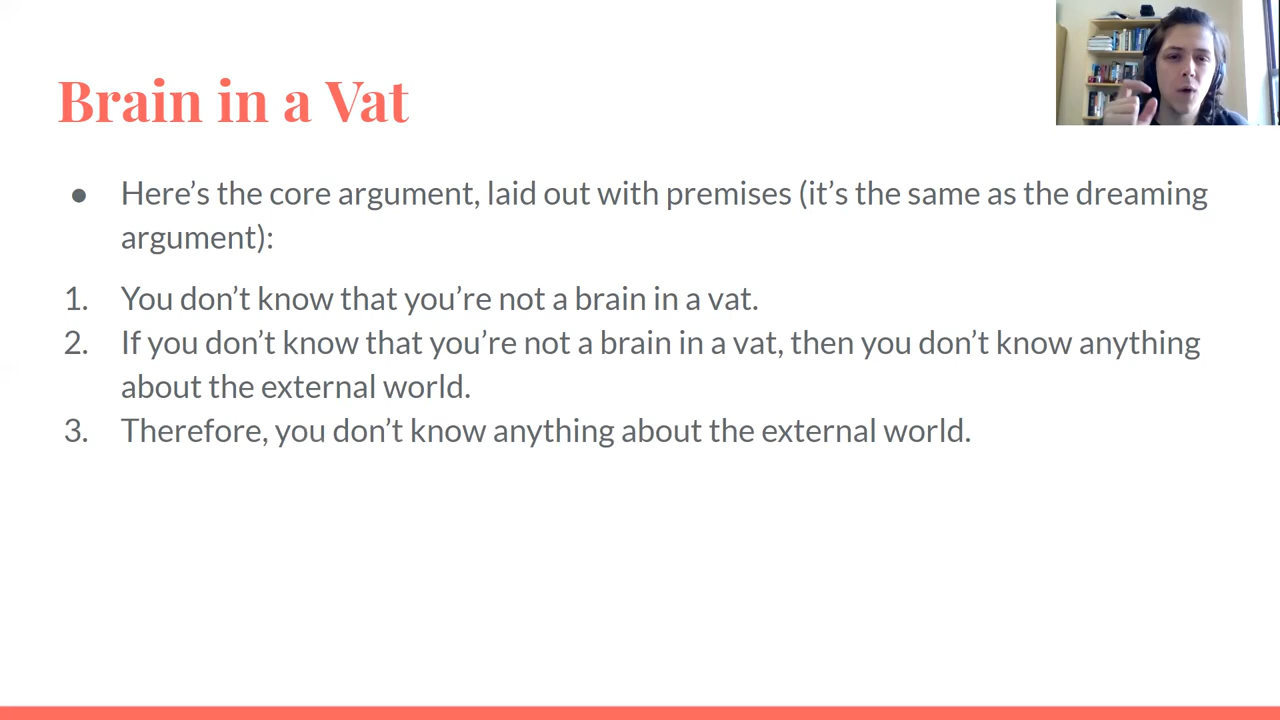 Brain in a Vat
● Here’s the core argument, laid out with premises (it’s the same as the dreaming
argument):
1. You don’t know that you’re not a brain in a vat.
2. If you don’t know that you’re not a brain in a vat, then you don’t know anything
about the external world.
3. Therefore, you don’t know anything about the external world.